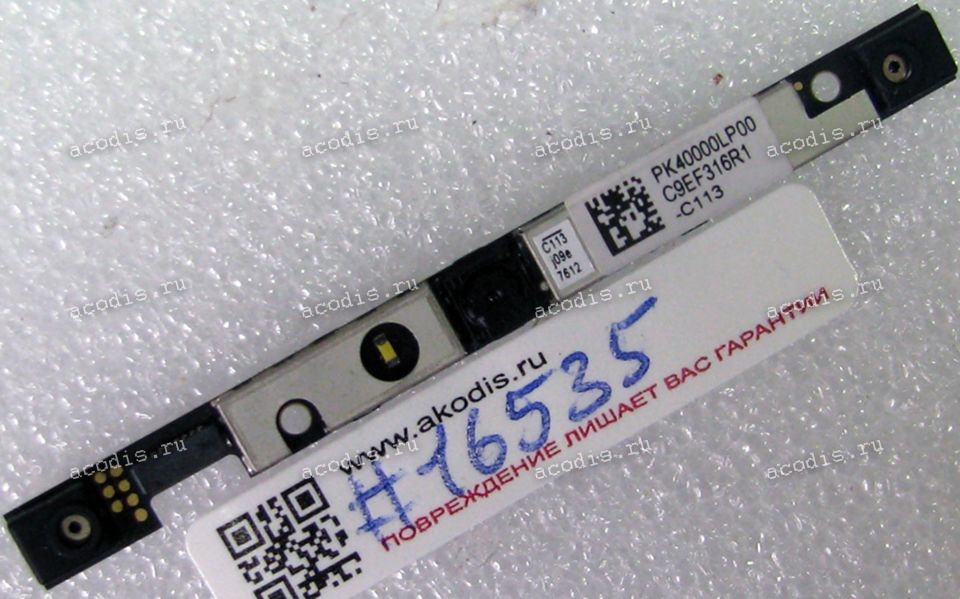 PK40000LP00
C9EF316R1
-C113
C113
j09e
7612
www.akodis.ru
#16535
ПОВРЕЖДЕНИЕ ЛИШАЕТ ВАС ГАРАНТИИ
acodis.ru
acodis.ru
acodis.ru
acodis.ru
acodis.ru
acodis.ru
acodis.ru
acodis.ru
acodis.ru
acodis.ru
acodis.ru
acodis.ru